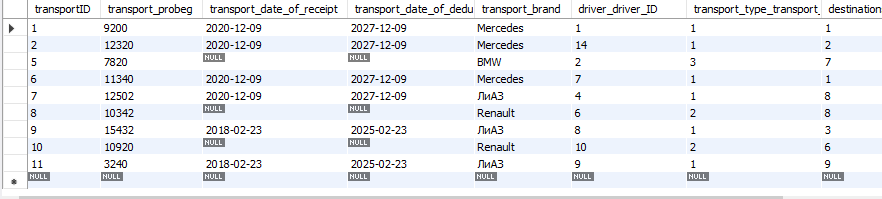 transportID transport_probeg transport_date_of_receipt transport_date_of_dedu transport_brand driver_driver_ID transport_type_transport_ destination
1 9200 2020-12-09 2027-12-09 Mercedes 1 1 1
2 12320 2020-12-09 2027-12-09 Mercedes 14 1 2
5 7820 NULL NULL BMW 2 3 7
6 11340 2020-12-09 2027-12-09 Mercedes 7 1 1
7 12502 2020-12-09 2027-12-09 ЛиАЗ 4 1 8
8 10342 NULL NULL Renault 6 2 8
9 15432 2018-02-23 2025-02-23 ЛиАЗ 8 1 3
10 10920 NULL NULL Renault 10 2 6
11 3240 2018-02-23 2025-02-23 ЛиАЗ 9 1 9
NULL NULL NULL NULL NULL NULL NULL NULL